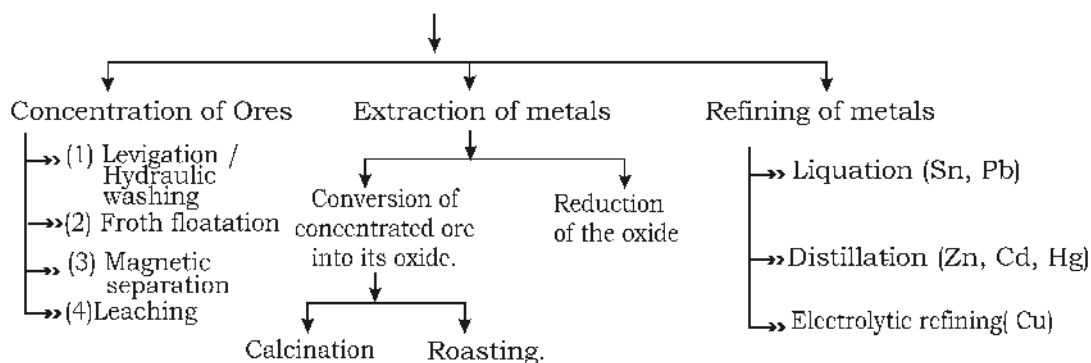 Concentration of Ores
(1) Levigation /
Hydraulic
washing
(2) Froth floatation
(3) Magnetic
separation
(4)Leaching
Extraction of metals
Conversion of
concentrated ore
into its oxide.
Calcination
Roasting.
Reduction
of the oxide
Refining of metals
Liquation (Sn, Pb)
Distillation (Zn, Cd, Hg)
Electrolytic refining( Cu)